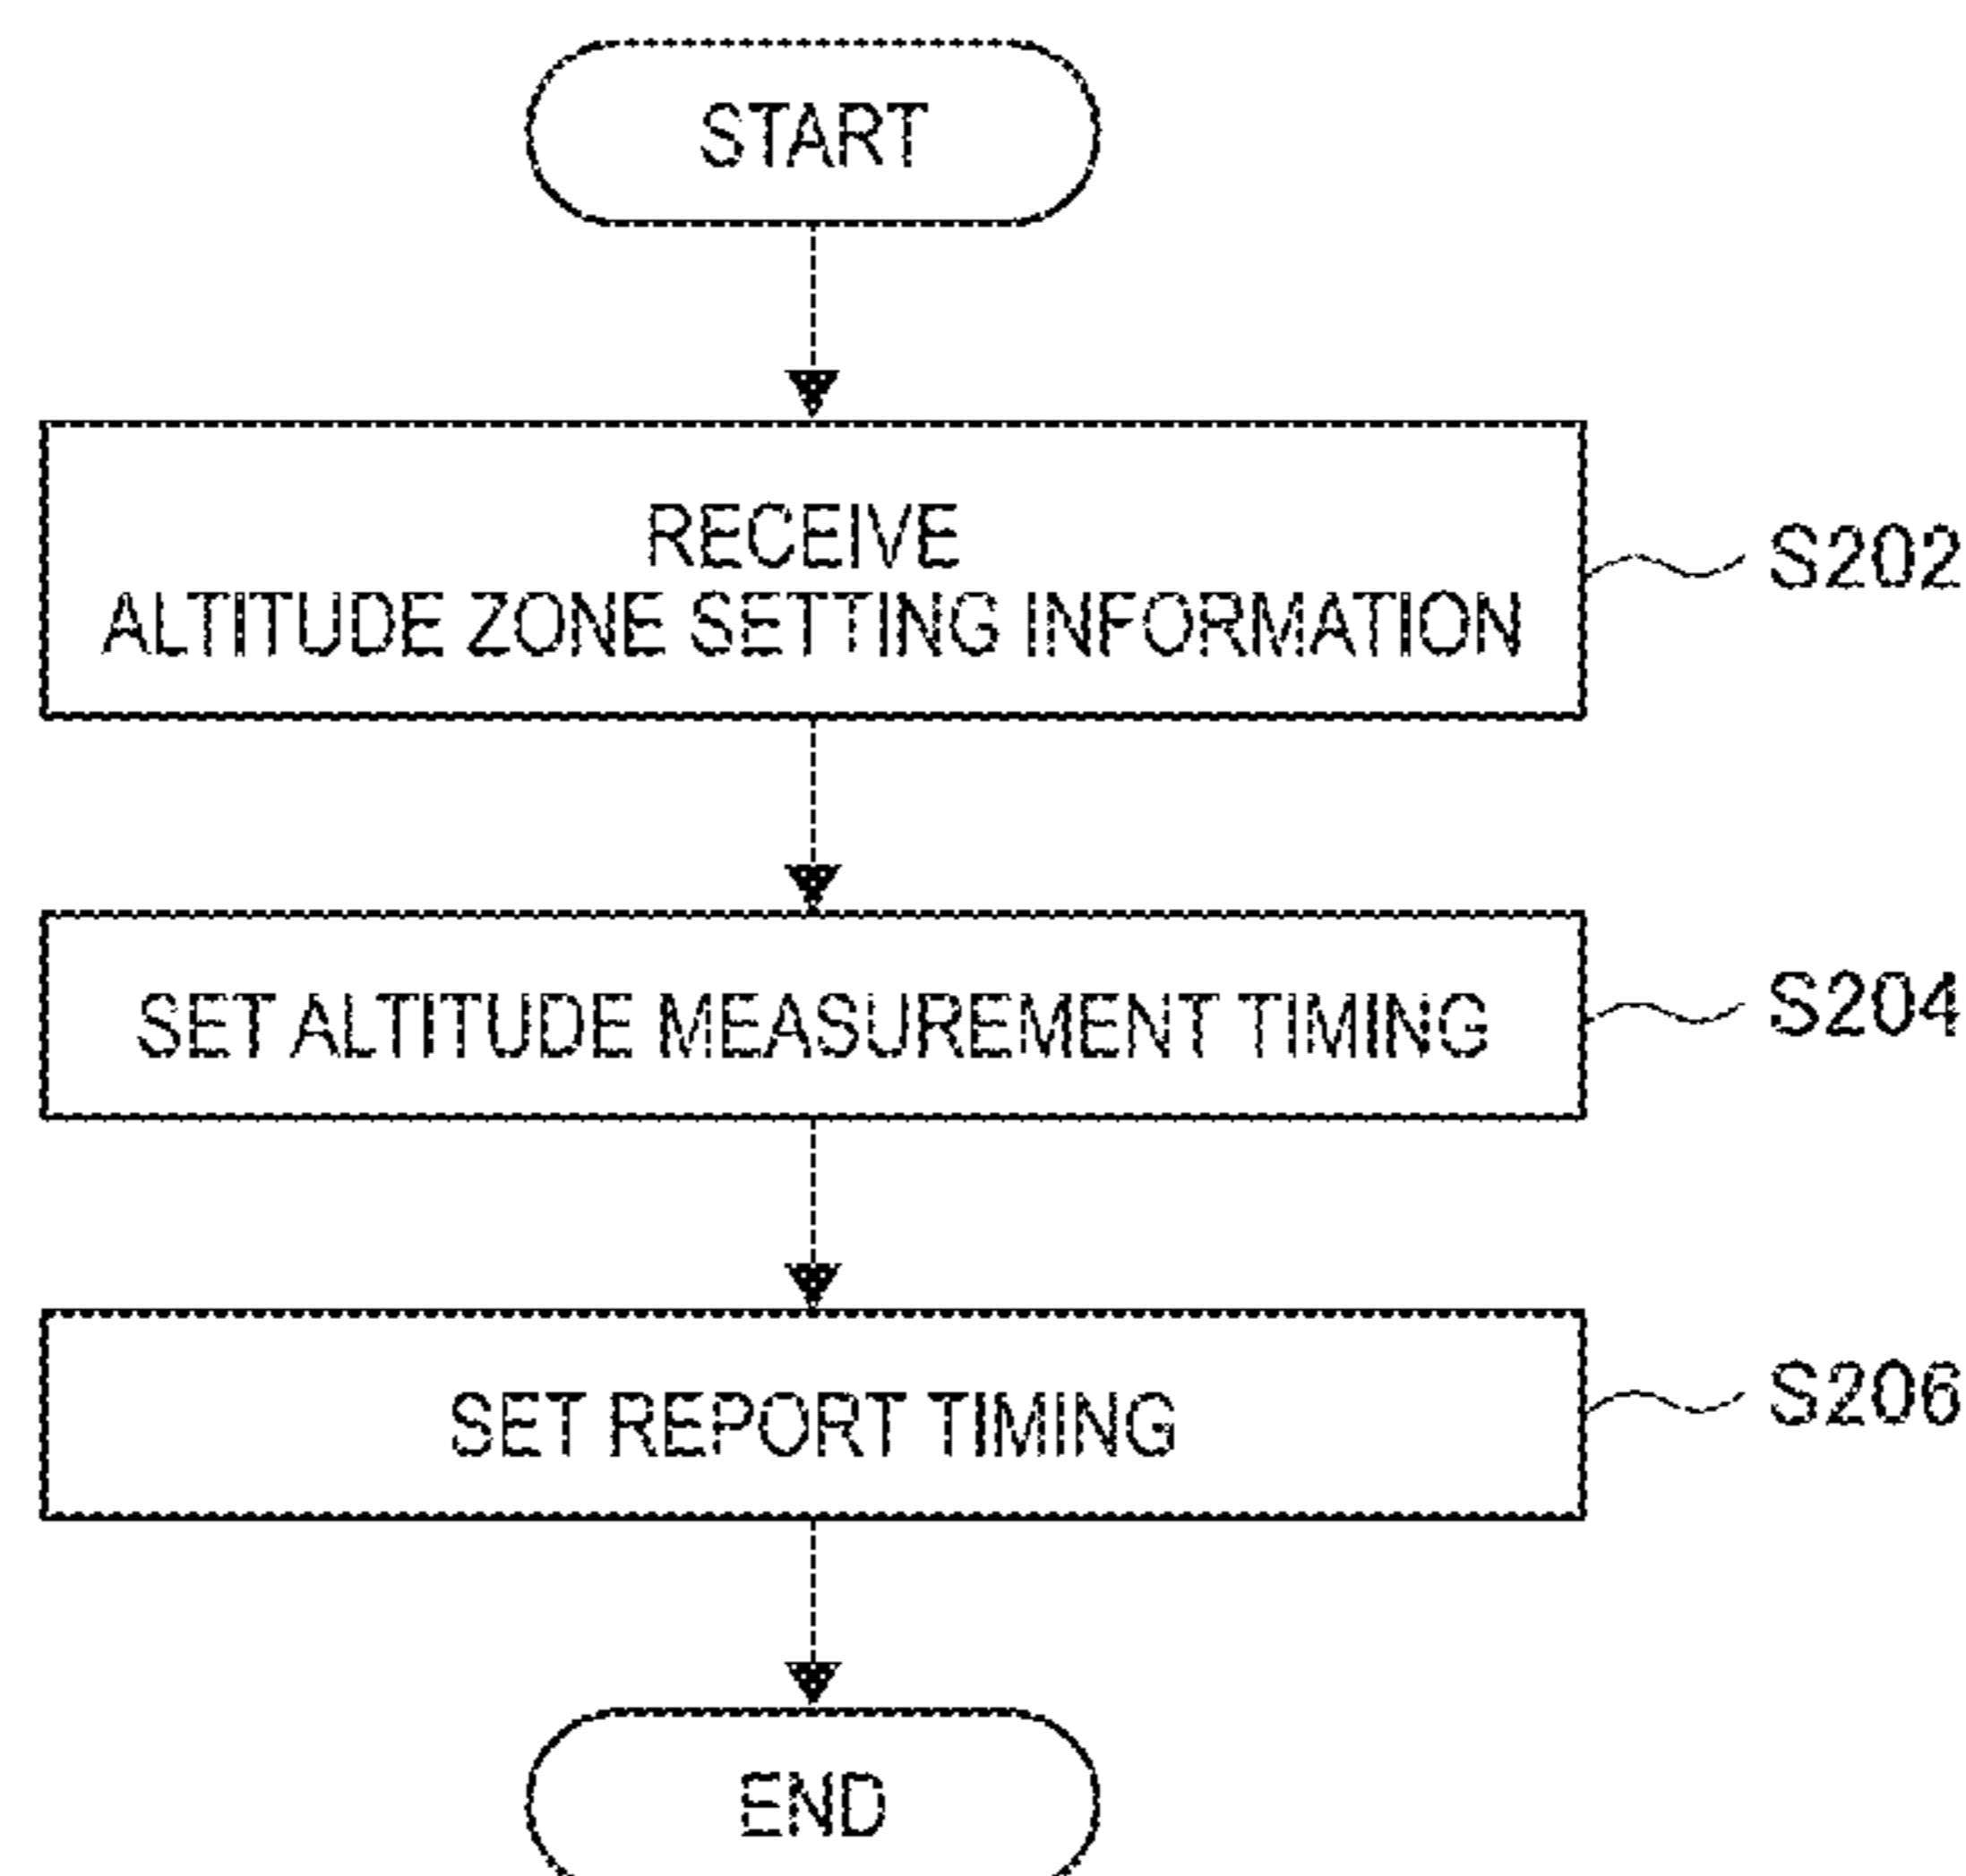 START
RECEIVE
ALTITUDE ZONE SETTING INFORMATION
S202
SET ALTITUDE MEASUREMENT TIMING
S204
SET REPORT TIMING
S206
END